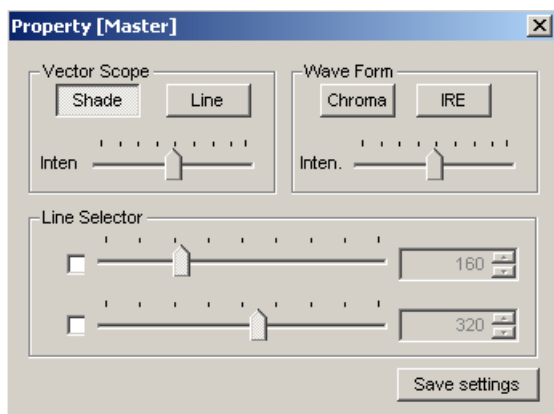 Property [Master]
Vector Scope
Wave Form
Shade
Line
Chroma
IRE
Inten
Inten.
Line Selector
160
320
Save settings